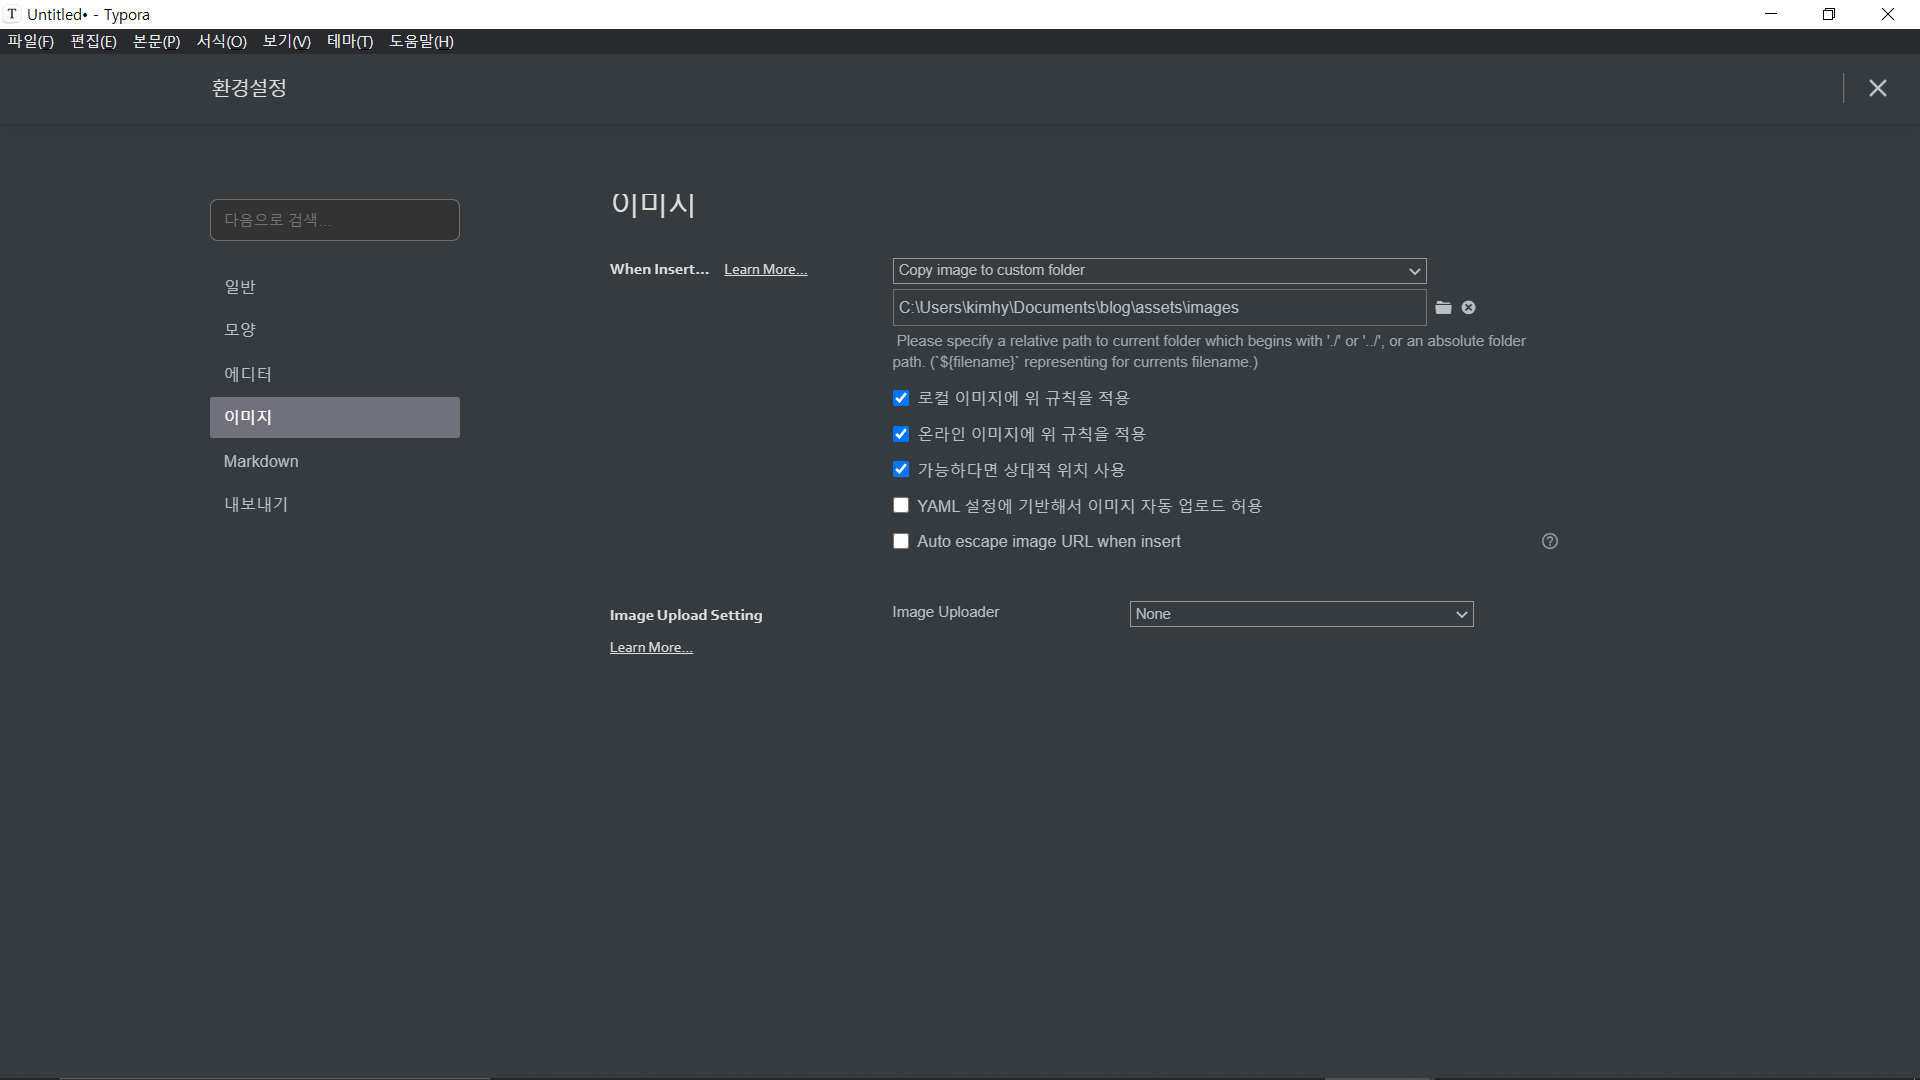 Untitled• - Typora
파일(F) 편집(E) 본문(P) 서식(O) 보기(V) 테마(T) 도움말(H)
환경설정
다음으로 검색...
일반
모양
에디터
이미지
Markdown
내보내기
이미지
When Insert... Learn More...
Copy image to custom folder
C:\Users\kimhy\Documents\blog\assets\images
Please specify a relative path to current folder which begins with './' or '../', or an absolute folder
path. (`${filename}` representing for currents filename.)
로컬 이미지에 위 규칙을 적용
온라인 이미지에 위 규칙을 적용
가능하다면 상대적 위치 사용
YAML 설정에 기반해서 이미지 자동 업로드 허용
Auto escape image URL when insert
Image Upload Setting
Learn More...
Image Uploader
None